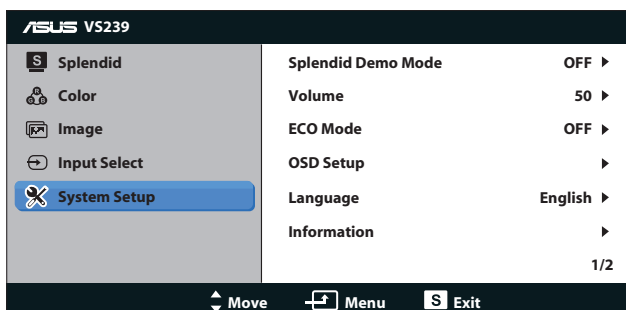 ASUS VS239
S Splendid
Color
Image
Input Select
System Setup
Splendid Demo Mode OFF
Volume 50
ECO Mode OFF
OSD Setup
Language English
Information
1/2
Move Menu S Exit